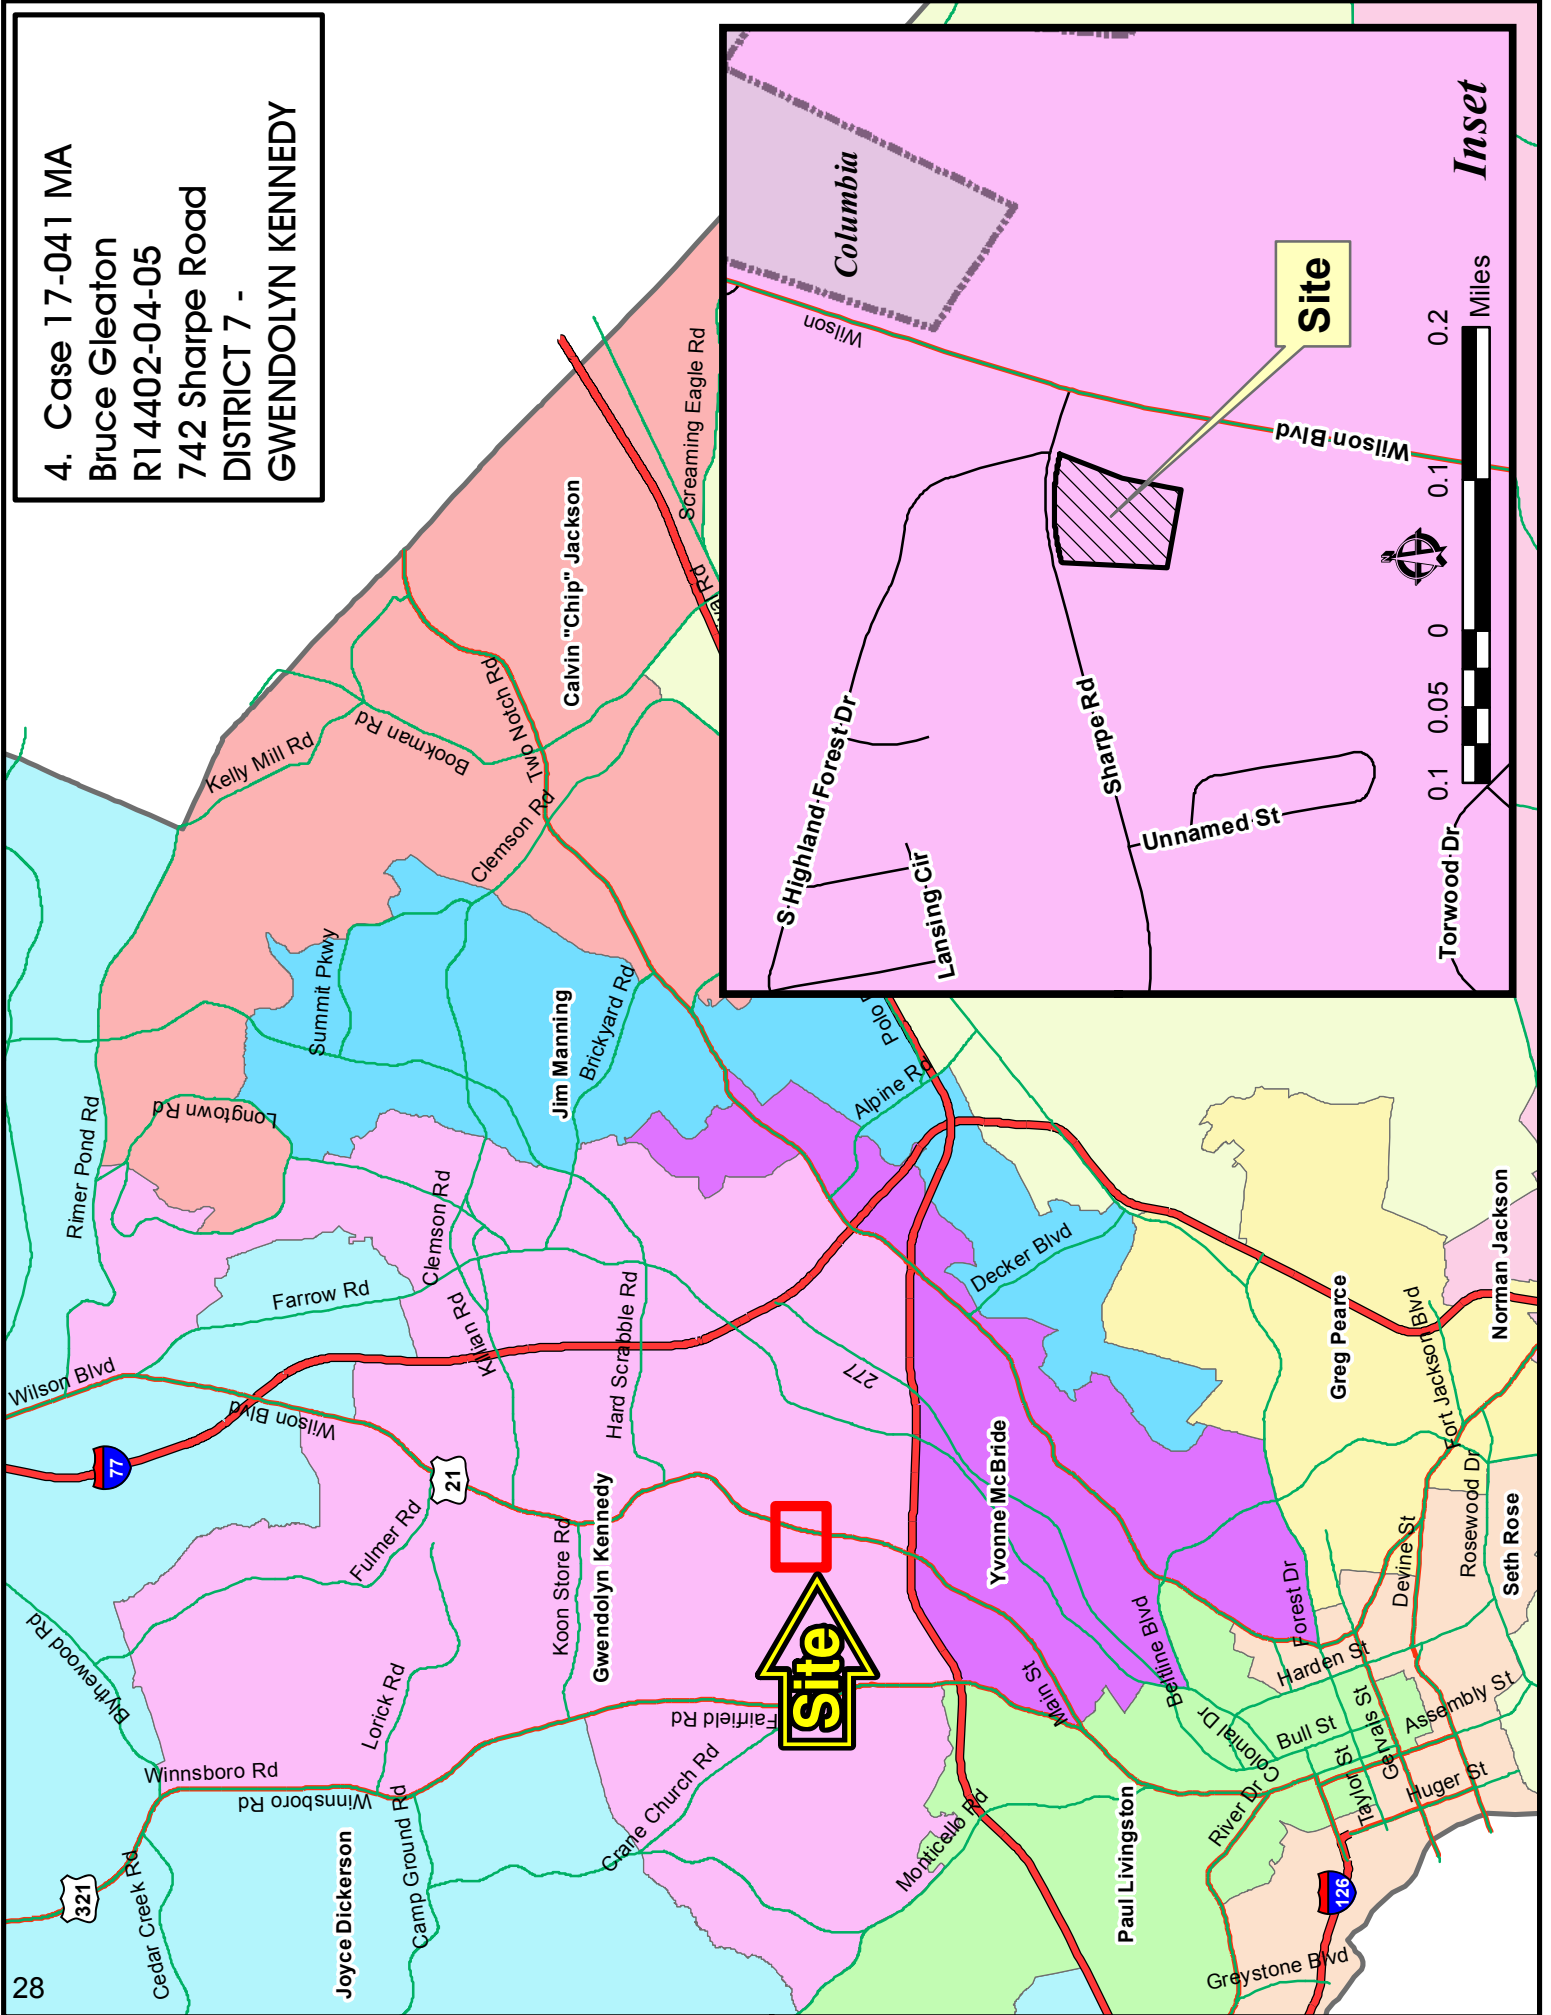 4. Case 17-041 MA
Bruce Gleaton
R14402-04-05
742 Sharpe Road
DISTRICT 7 -
GWENDOLYN KENNEDY
28
321
Cedar Creek Rd
Blythewood Rd
Winnsboro Rd
Winnsboro Rd
Joyce Dickerson
Camp Ground Rd
Lorick Rd
Fulmer Rd
77
Wilson Blvd
Wilson Blvd
21
Farrow Rd
Rimer Pond Rd
Longtown Rd
Kelly Mill Rd
Bookman Rd
Two Notch Rd
Clemson Rd
Summit Pkwy
Jim Manning
Brickyard Rd
Calvin "Chip" Jackson
Screaming Eagle Rd
Clemson Rd
Killian Rd
Hard Scrabble Rd
Koon Store Rd
Gwendolyn Kennedy
Fairfield Rd
Crane Church Rd
Site
Monticello Rd
277
Alpine Rd
Polo
Decker Blvd
Yvonne McBride
Main St
Beltline Blvd
Colonial Dr
River Dr
Paul Livingston
Greystone Blvd
126
Forest Dr
Harden St
Bull St
Taylor St
Gervais St
Assembly St
Huger St
Devine St
Rosewood Dr
Seth Rose
Greg Pearce
Fort Jackson Blvd
Norman Jackson
Columbia
Wilson
Wilson Blvd
Site
S Highland Forest Dr
Lansing Cir
Sharpe Rd
Unnamed St
Torwood Dr
0.1 0.05 0 0.1 0.2
Miles
Inset